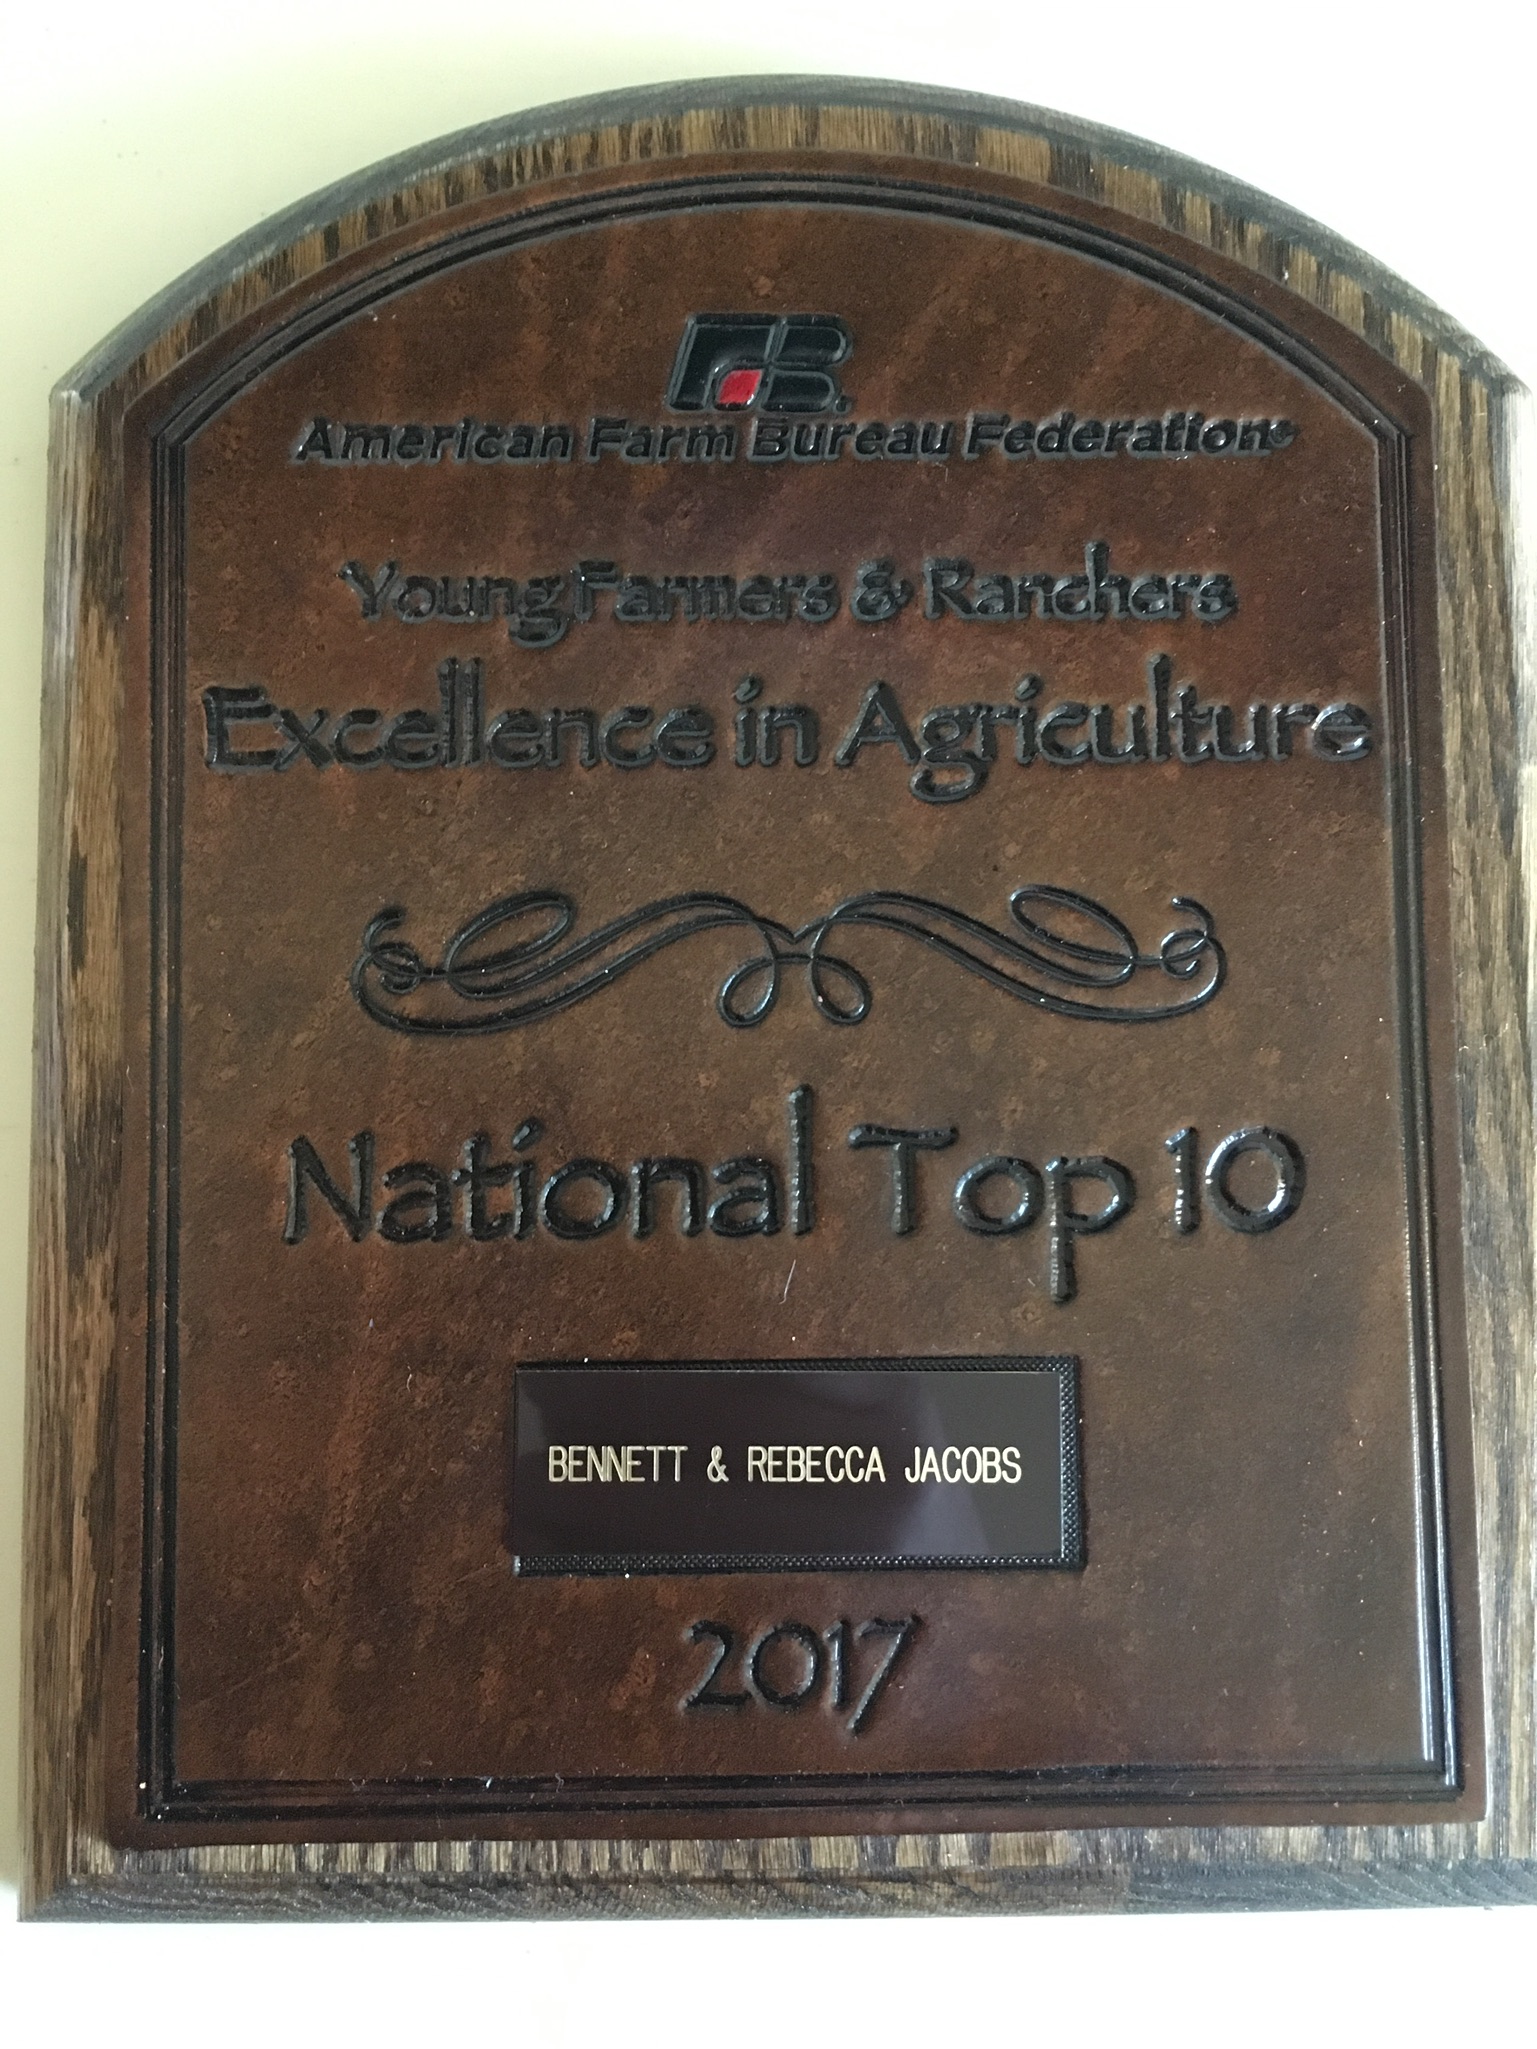 FB
American Farm Bureau Federation®
Young Farmers & Ranchers
Excellence in Agriculture
National Top 10
BENNETT & REBECCA JACOBS
2017